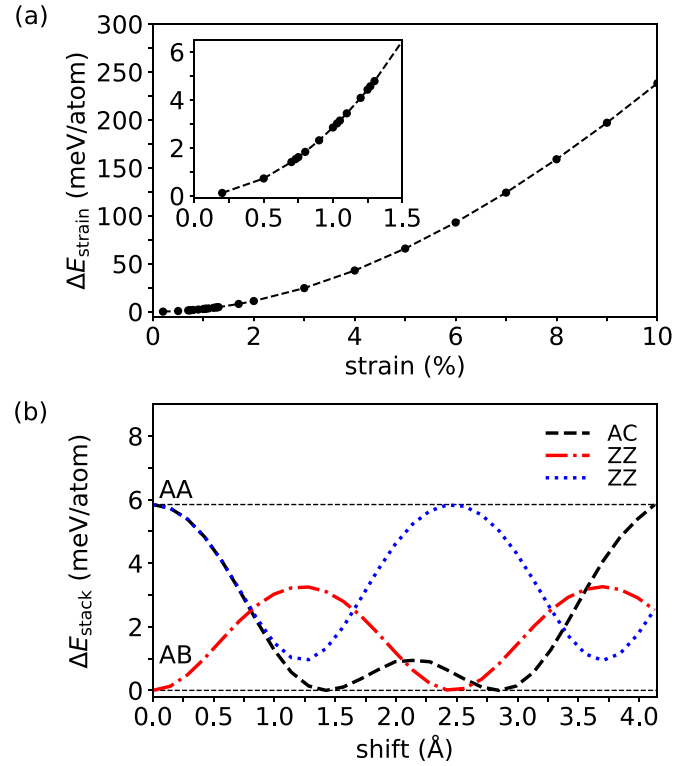 (a)
300
250
200
150
100
50
0
ΔE_strain (meV/atom)
6
4
2
0
0.0 0.5 1.0 1.5
0 2 4 6 8 10
strain (%)
(b)
8
6
4
2
0
ΔE_stack (meV/atom)
AC
ZZ
ZZ
AA
AB
0.0 0.5 1.0 1.5 2.0 2.5 3.0 3.5 4.0
shift (Å)